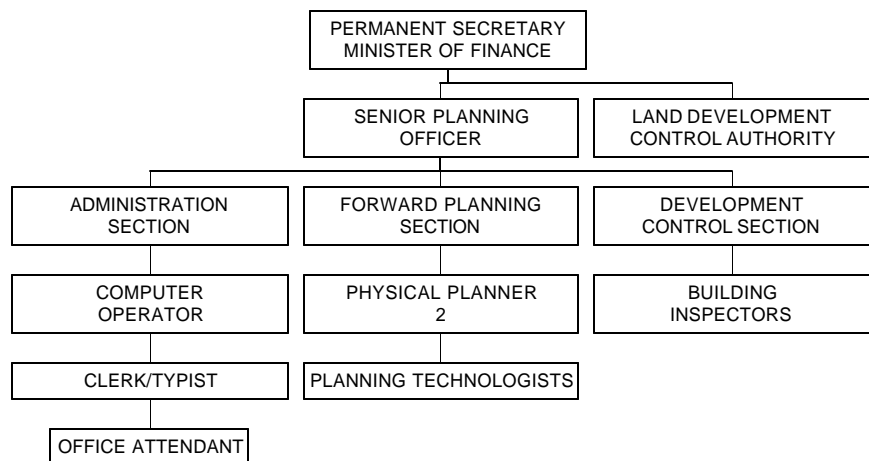 PERMANENT SECRETARY
MINISTER OF FINANCE
SENIOR PLANNING
OFFICER
LAND DEVELOPMENT
CONTROL AUTHORITY
ADMINISTRATION
SECTION
FORWARD PLANNING
SECTION
DEVELOPMENT
CONTROL SECTION
COMPUTER
OPERATOR
PHYSICAL PLANNER
2
BUILDING
INSPECTORS
CLERK/TYPIST
PLANNING TECHNOLOGISTS
OFFICE ATTENDANT